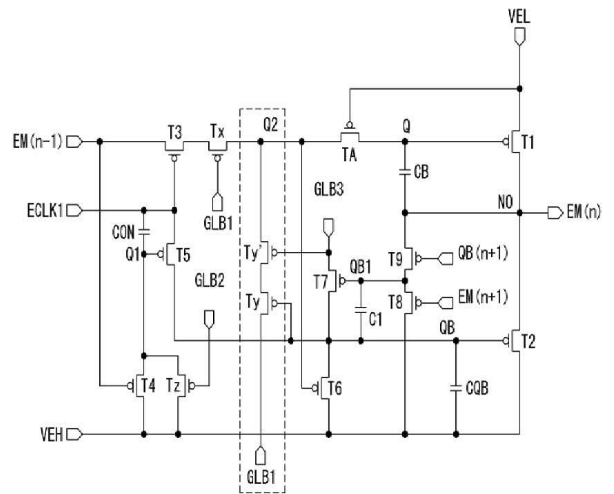 VEL
EM(n-1)
T3
Tx
Q2
TA
Q
T1
CB
ECLK1
GLB1
GLB3
NO
EM(n)
CON
Q1
T5
GLB2
Ty'
T7
QB1
T9
QB(n+1)
Ty
C1
T8
EM(n+1)
QB
T2
T4
Tz
T6
CQB
VEH
GLB1